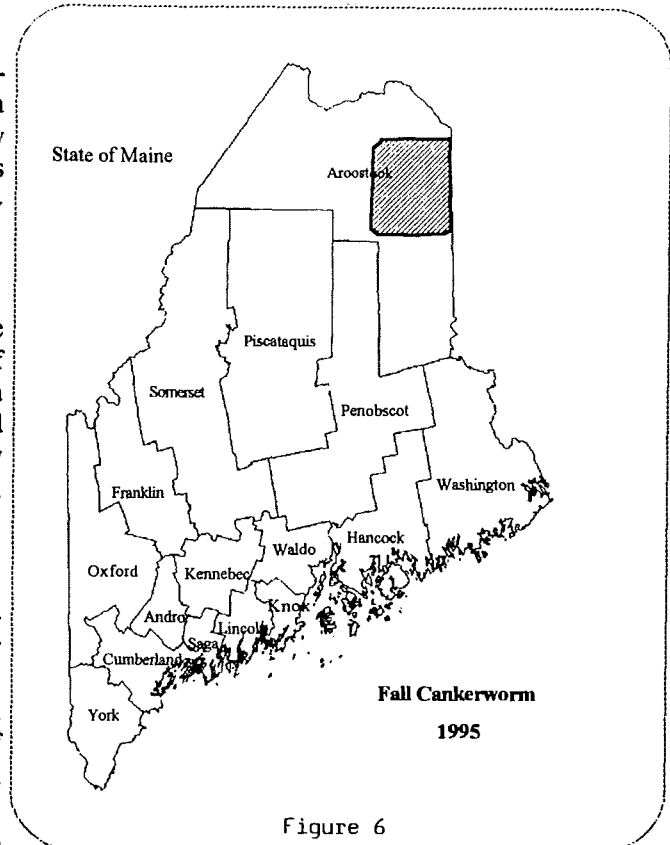 State of Maine
Aroostook
Piscataquis
Somerset
Penobscot
Franklin
Washington
Oxford
Kennebec
Waldo
Hancock
Andro
Knox
Lincoln
Saga
Cumberland
York
Fall Cankerworm
1995
Figure 6